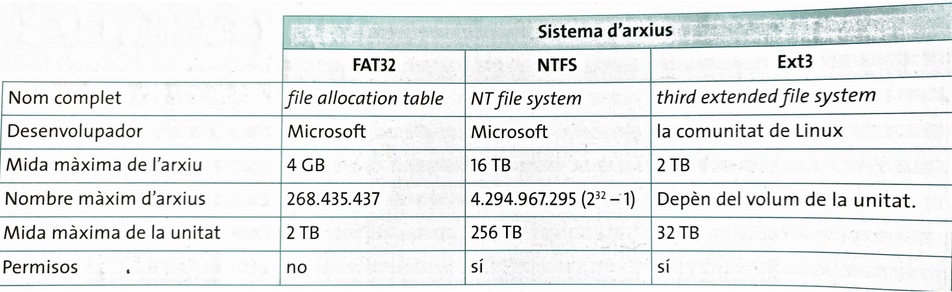 Sistema d'arxius
FAT32 NTFS Ext3
Nom complet file allocation table NT file system third extended file system
Desenvolupador Microsoft Microsoft la comunitat de Linux
Mida màxima de l'arxiu 4 GB 16 TB 2 TB
Nombre màxim d'arxius 268.435.437 4.294.967.295 (2³² – 1) Depèn del volum de la unitat.
Mida màxima de la unitat 2 TB 256 TB 32 TB
Permisos no sí sí